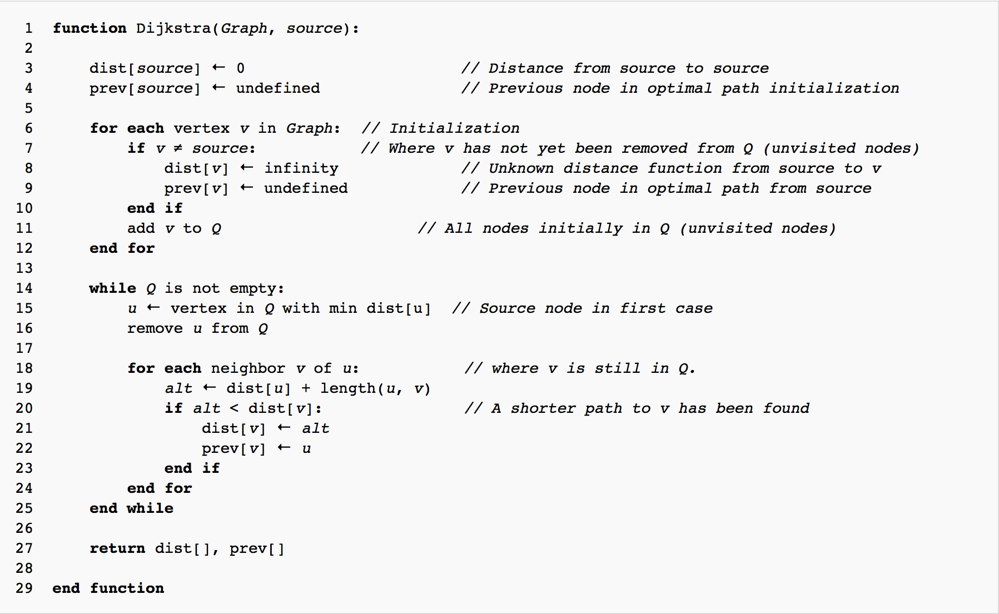 1 function Dijkstra(Graph, source):
2
3 dist[source] ← 0 // Distance from source to source
4 prev[source] ← undefined // Previous node in optimal path initialization
5
6 for each vertex v in Graph: // Initialization
7 if v ≠ source: // Where v has not yet been removed from Q (unvisited nodes)
8 dist[v] ← infinity // Unknown distance function from source to v
9 prev[v] ← undefined // Previous node in optimal path from source
10 end if
11 add v to Q // All nodes initially in Q (unvisited nodes)
12 end for
13
14 while Q is not empty:
15 u ← vertex in Q with min dist[u] // Source node in first case
16 remove u from Q
17
18 for each neighbor v of u: // where v is still in Q.
19 alt ← dist[u] + length(u, v)
20 if alt < dist[v]: // A shorter path to v has been found
21 dist[v] ← alt
22 prev[v] ← u
23 end if
24 end for
25 end while
26
27 return dist[], prev[]
28
29 end function